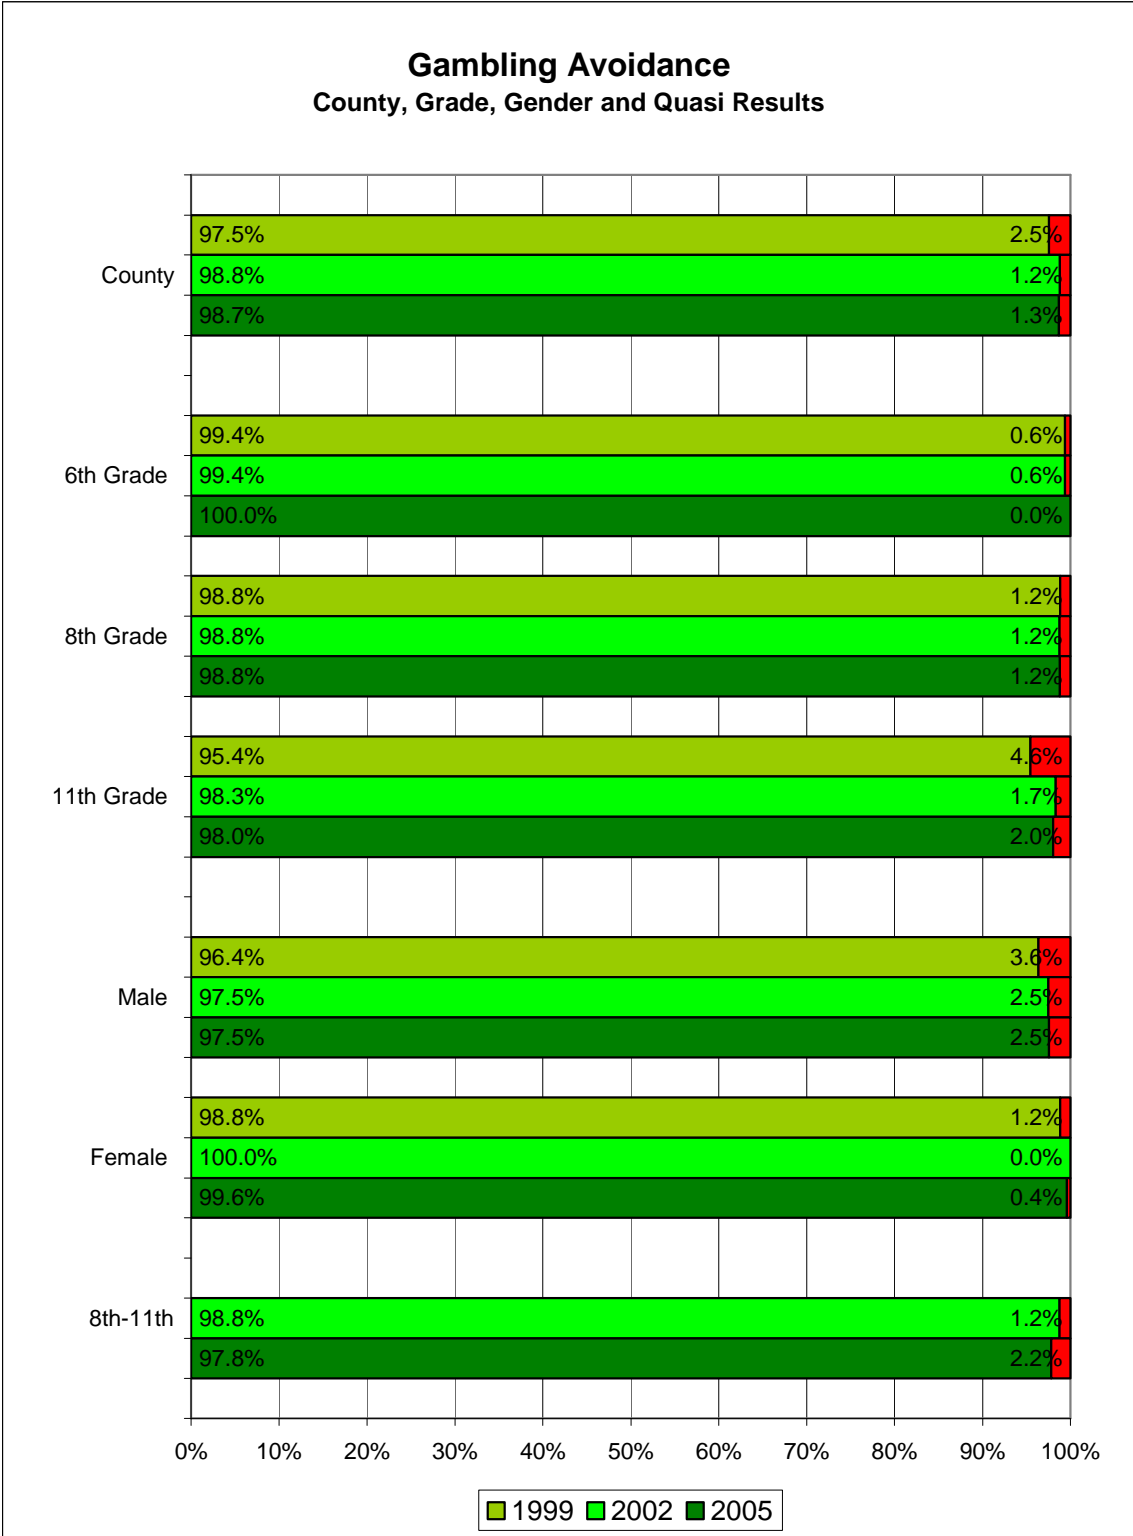 Gambling Avoidance
County, Grade, Gender and Quasi Results
97.5% 2.5%
County 98.8% 1.2%
98.7% 1.3%
99.4% 0.6%
6th Grade 99.4% 0.6%
100.0% 0.0%
98.8% 1.2%
8th Grade 98.8% 1.2%
98.8% 1.2%
95.4% 4.6%
11th Grade 98.3% 1.7%
98.0% 2.0%
96.4% 3.6%
Male 97.5% 2.5%
97.5% 2.5%
98.8% 1.2%
Female 100.0% 0.0%
99.6% 0.4%
8th-11th 98.8% 1.2%
97.8% 2.2%
0% 10% 20% 30% 40% 50% 60% 70% 80% 90% 100%
1999 2002 2005